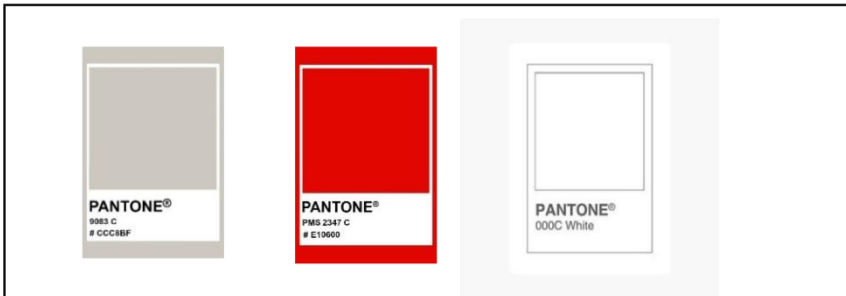 PANTONE®
9083 C
# CCC8BF
PANTONE®
PMS 2347 C
# E10600
PANTONE®
000C White